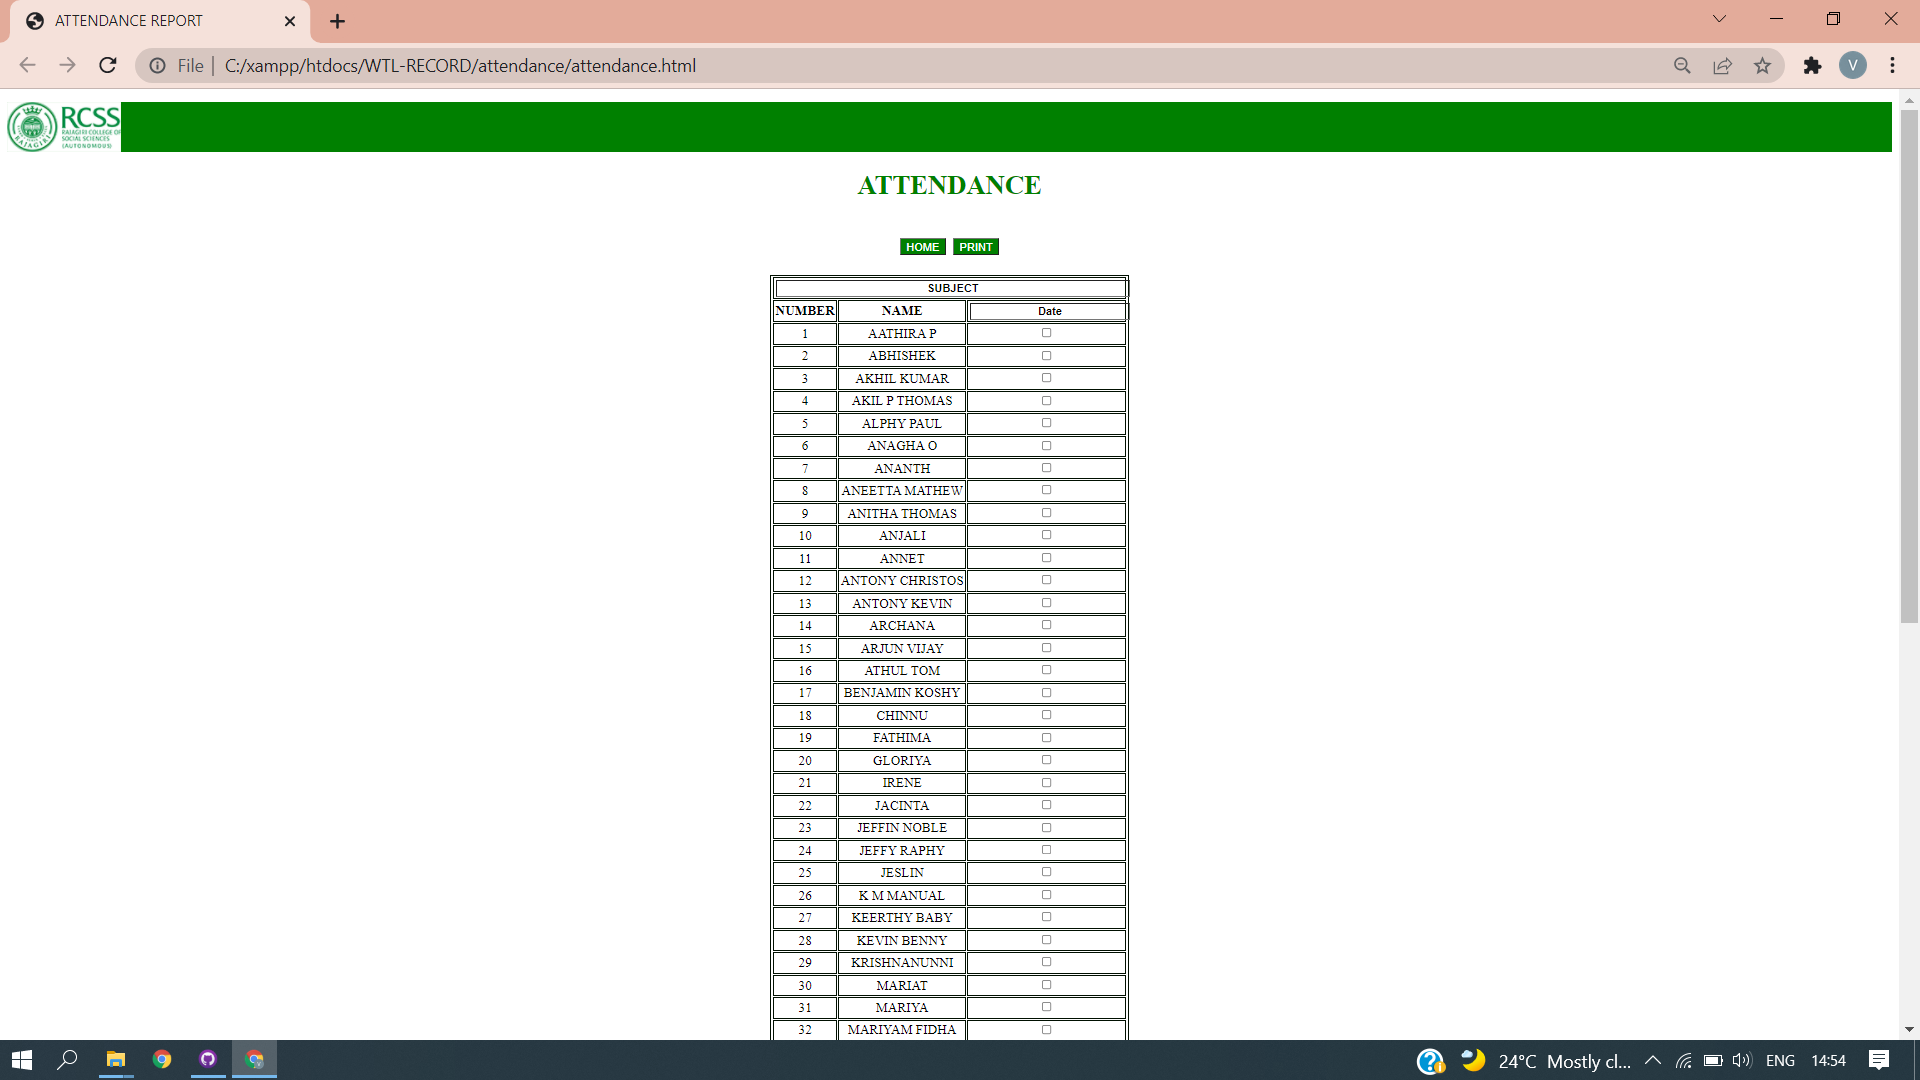 ATTENDANCE REPORT
File | C:/xampp/htdocs/WTL-RECORD/attendance/attendance.html
V
RCSS
RAJAGIRI COLLEGE OF
SOCIAL SCIENCES
(AUTONOMOUS)
RAJAGIRI
ATTENDANCE
HOME PRINT
SUBJECT
NUMBER NAME Date
1 AATHIRA P
2 ABHISHEK
3 AKHIL KUMAR
4 AKIL P THOMAS
5 ALPHY PAUL
6 ANAGHA O
7 ANANTH
8 ANEETTA MATHEW
9 ANITHA THOMAS
10 ANJALI
11 ANNET
12 ANTONY CHRISTOS
13 ANTONY KEVIN
14 ARCHANA
15 ARJUN VIJAY
16 ATHUL TOM
17 BENJAMIN KOSHY
18 CHINNU
19 FATHIMA
20 GLORIYA
21 IRENE
22 JACINTA
23 JEFFIN NOBLE
24 JEFFY RAPHY
25 JESLIN
26 K M MANUAL
27 KEERTHY BABY
28 KEVIN BENNY
29 KRISHNANUNNI
30 MARIAT
31 MARIYA
32 MARIYAM FIDHA
24°C Mostly cl... ENG 14:54